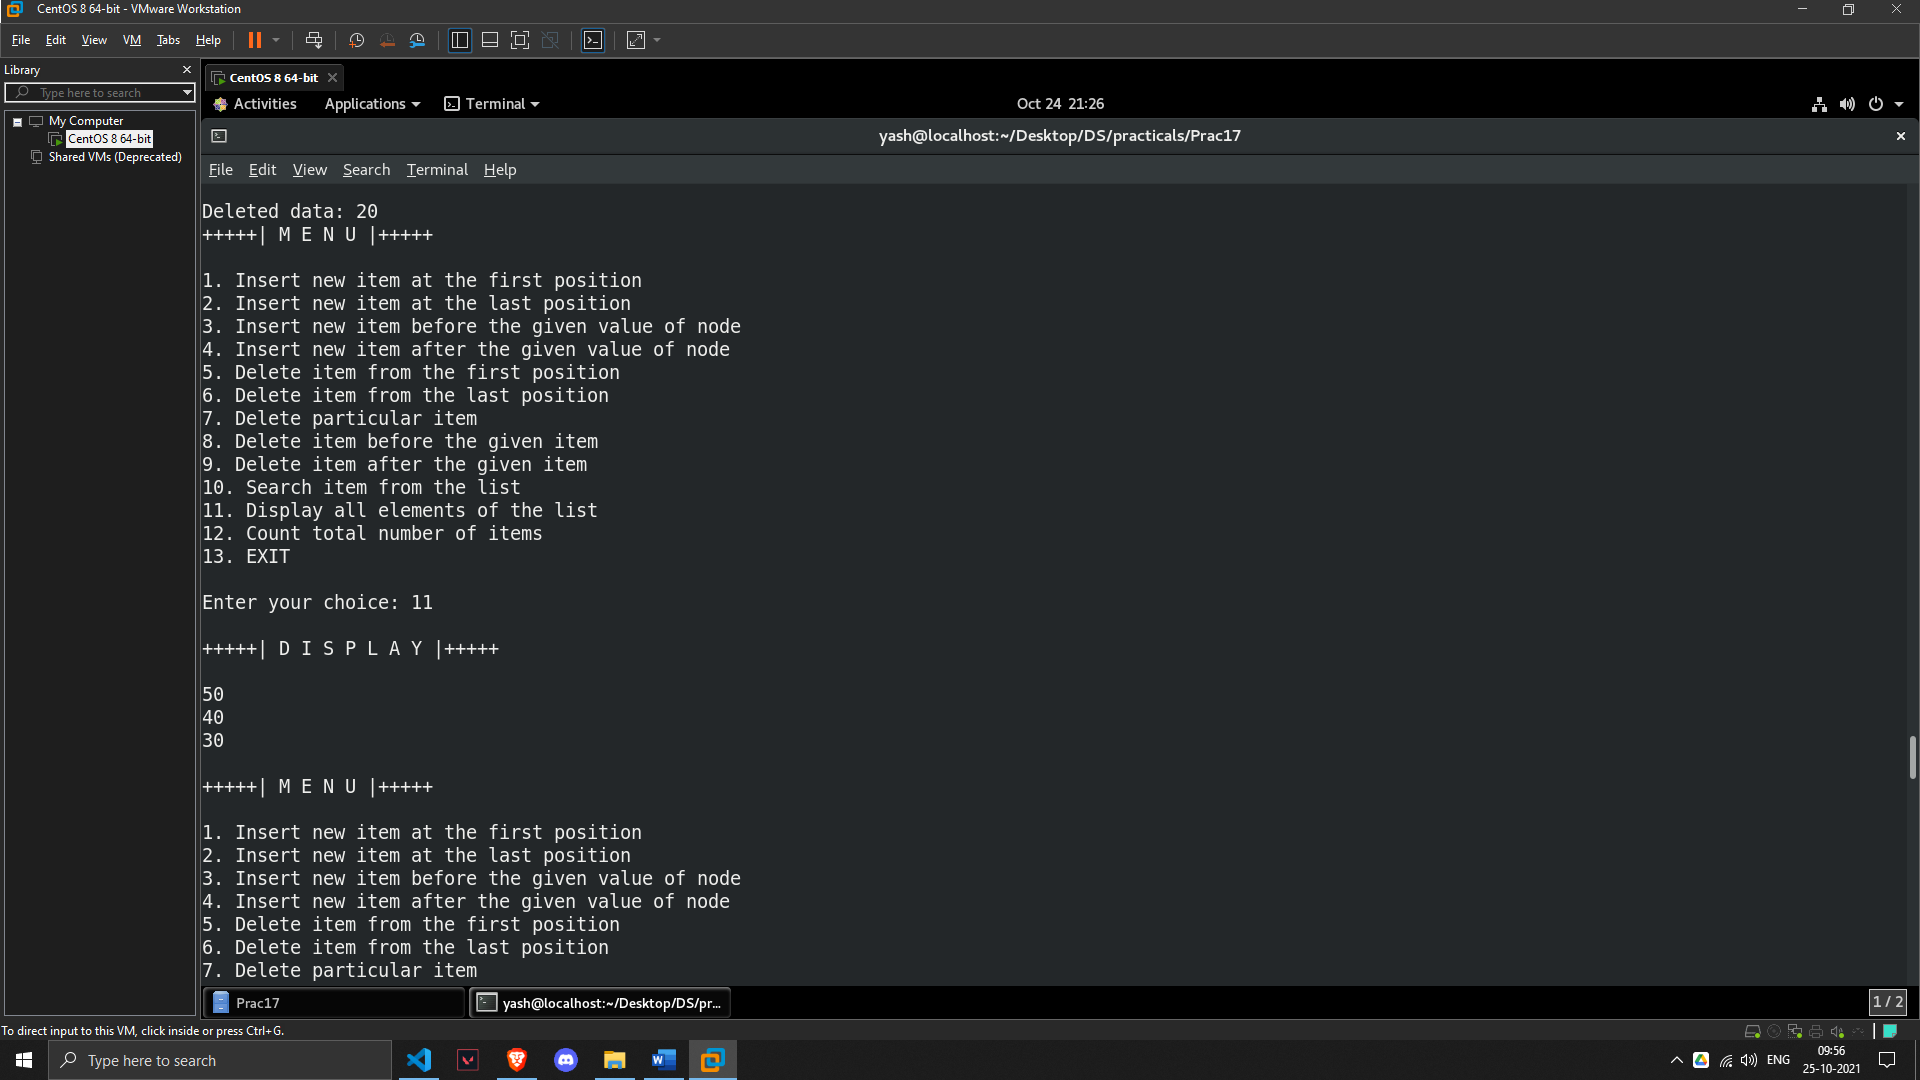 CentOS 8 64-bit - VMware Workstation
File Edit View VM Tabs Help
Library
Type here to search
My Computer
CentOS 8 64-bit
Shared VMs (Deprecated)
CentOS 8 64-bit
Activities Applications Terminal Oct 24 21:26
yash@localhost:~/Desktop/DS/practicals/Prac17
File Edit View Search Terminal Help
Deleted data: 20
+++++| M E N U |+++++
1. Insert new item at the first position
2. Insert new item at the last position
3. Insert new item before the given value of node
4. Insert new item after the given value of node
5. Delete item from the first position
6. Delete item from the last position
7. Delete particular item
8. Delete item before the given item
9. Delete item after the given item
10. Search item from the list
11. Display all elements of the list
12. Count total number of items
13. EXIT
Enter your choice: 11
+++++| D I S P L A Y |+++++
50
40
30
+++++| M E N U |+++++
1. Insert new item at the first position
2. Insert new item at the last position
3. Insert new item before the given value of node
4. Insert new item after the given value of node
5. Delete item from the first position
6. Delete item from the last position
7. Delete particular item
Prac17 yash@localhost:~/Desktop/DS/pr... 1 / 2
To direct input to this VM, click inside or press Ctrl+G.
Type here to search
ENG
09:56
25-10-2021